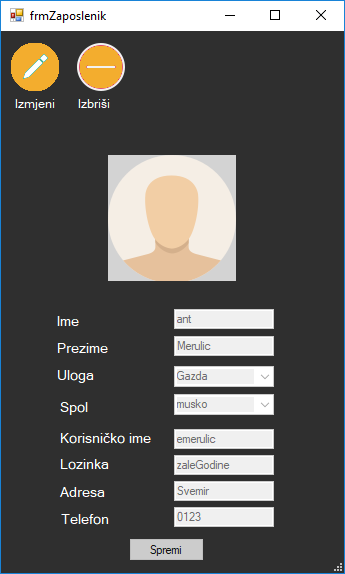 frmZaposlenik
Izmjeni Izbriši
Ime ant
Prezime Merulic
Uloga Gazda
Spol musko
Korisničko ime emerulic
Lozinka zaleGodine
Adresa Svemir
Telefon 0123
Spremi